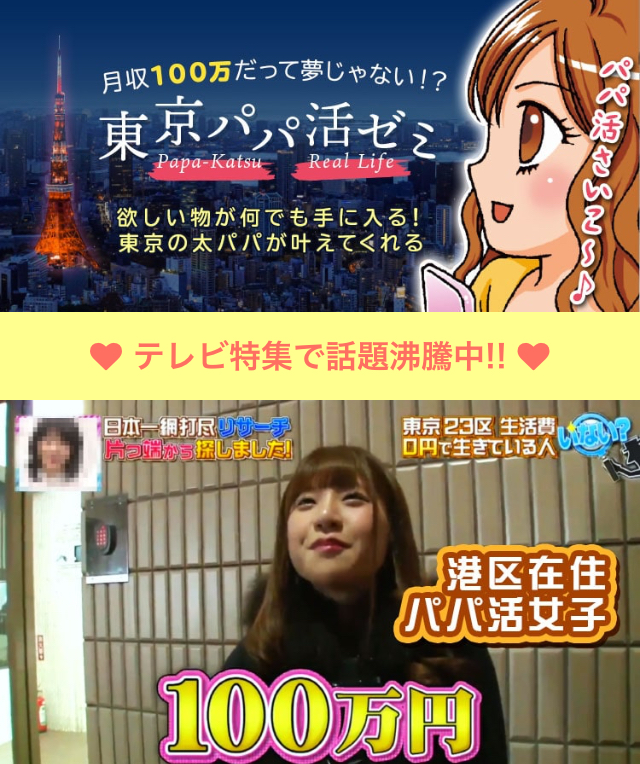 月収100万だって夢じゃない!?
東京パパ活ゼミ
Papa-Katsu Real Life
欲しい物が何でも手に入る!
東京の太パパが叶えてくれる
パパ活さいこ〜♪
♥ テレビ特集で話題沸騰中!! ♥
日本一網打尽リサーチ
片っ端から探しました!
東京23区 生活費
0円で生きている人
いない?
港区在住
パパ活女子
100万円